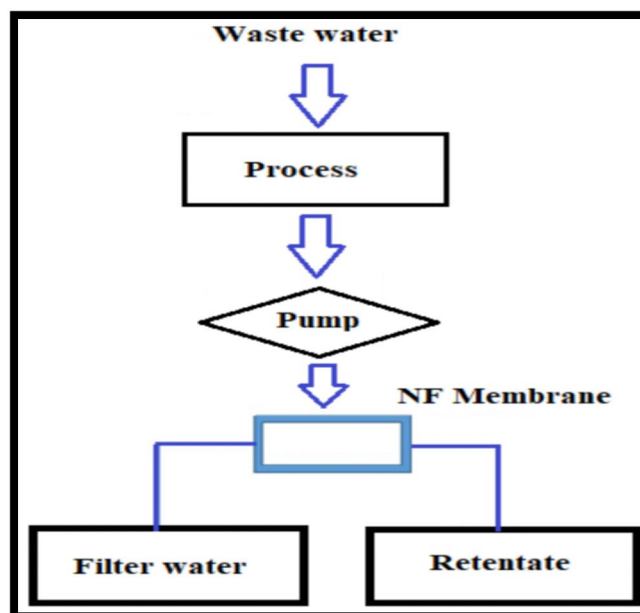 Waste water
Process
Pump
NF Membrane
Filter water
Retentate